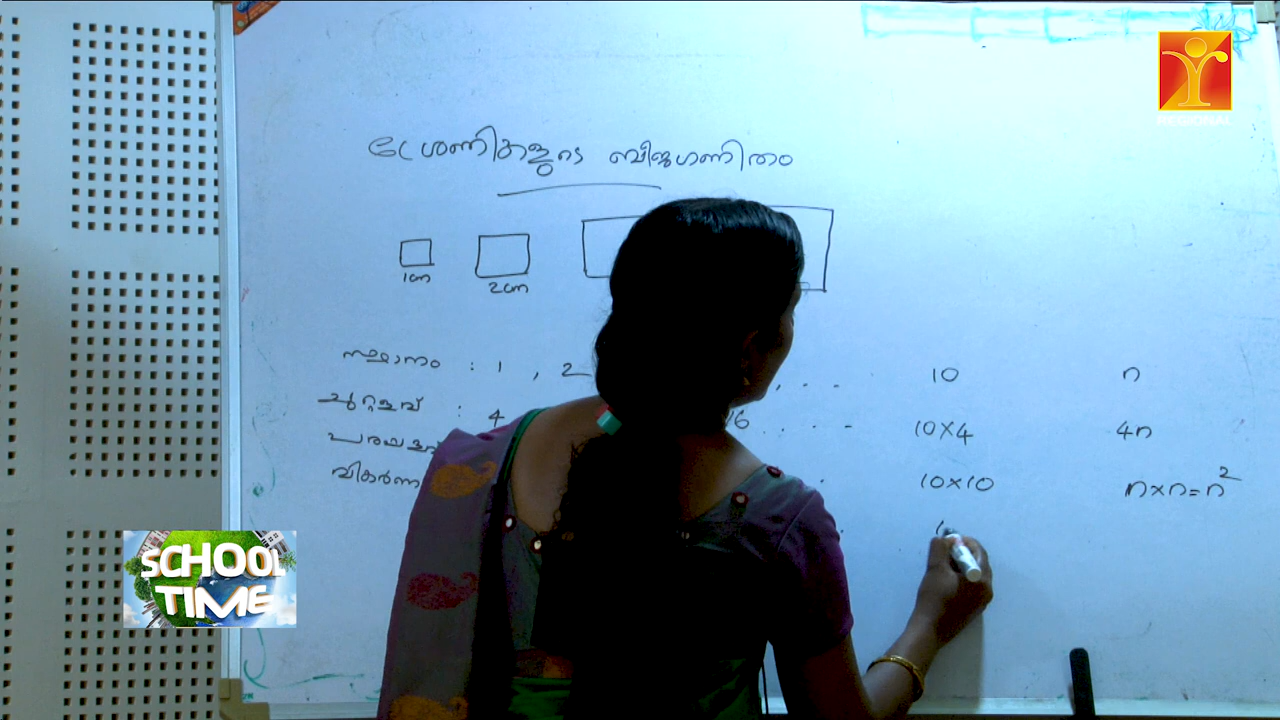 ശ്രേണികളുടെ ബീജഗണിതം
1cm 2cm
സ്ഥാനം : 1 , 2 , . . . 10 n
ചുറ്റളവ് : 4 16 . . . . - 10×4 4n
പരപ്പളവ് 10×10 n×n=n²
വികർണ
SCHOOL TIME
REGIONAL